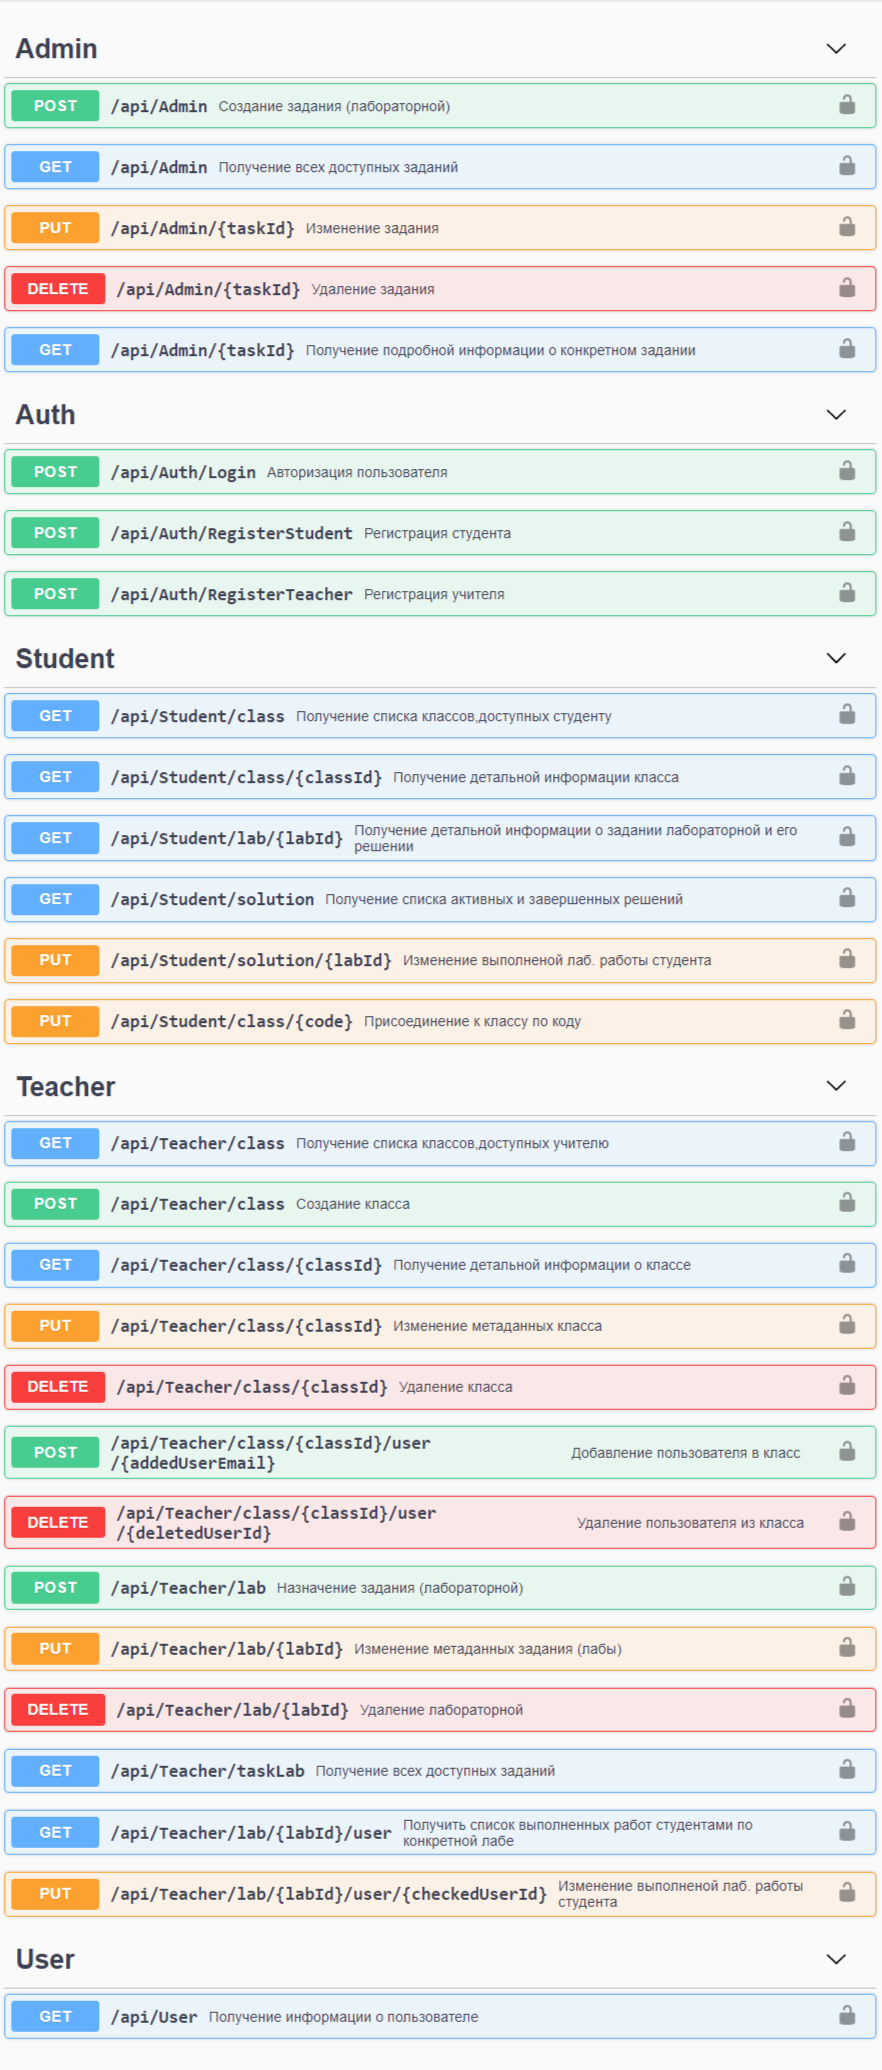 Admin
POST /api/Admin Создание задания (лабораторной)
GET /api/Admin Получение всех доступных заданий
PUT /api/Admin/{taskId} Изменение задания
DELETE /api/Admin/{taskId} Удаление задания
GET /api/Admin/{taskId} Получение подробной информации о конкретном задании
Auth
POST /api/Auth/Login Авторизация пользователя
POST /api/Auth/RegisterStudent Регистрация студента
POST /api/Auth/RegisterTeacher Регистрация учителя
Student
GET /api/Student/class Получение списка классов,доступных студенту
GET /api/Student/class/{classId} Получение детальной информации класса
GET /api/Student/lab/{labId} Получение детальной информации о задании лабораторной и его
решении
GET /api/Student/solution Получение списка активных и завершенных решений
PUT /api/Student/solution/{labId} Изменение выполненой лаб. работы студента
PUT /api/Student/class/{code} Присоединение к классу по коду
Teacher
GET /api/Teacher/class Получение списка классов,доступных учителю
POST /api/Teacher/class Создание класса
GET /api/Teacher/class/{classId} Получение детальной информации о классе
PUT /api/Teacher/class/{classId} Изменение метаданных класса
DELETE /api/Teacher/class/{classId} Удаление класса
POST /api/Teacher/class/{classId}/user
/{addedUserEmail} Добавление пользователя в класс
DELETE /api/Teacher/class/{classId}/user
/{deletedUserId} Удаление пользователя из класса
POST /api/Teacher/lab Назначение задания (лабораторной)
PUT /api/Teacher/lab/{labId} Изменение метаданных задания (лабы)
DELETE /api/Teacher/lab/{labId} Удаление лабораторной
GET /api/Teacher/taskLab Получение всех доступных заданий
GET /api/Teacher/lab/{labId}/user Получить список выполненных работ студентами по
конкретной лабе
PUT /api/Teacher/lab/{labId}/user/{checkedUserId} Изменение выполненой лаб. работы
студента
User
GET /api/User Получение информации о пользователе